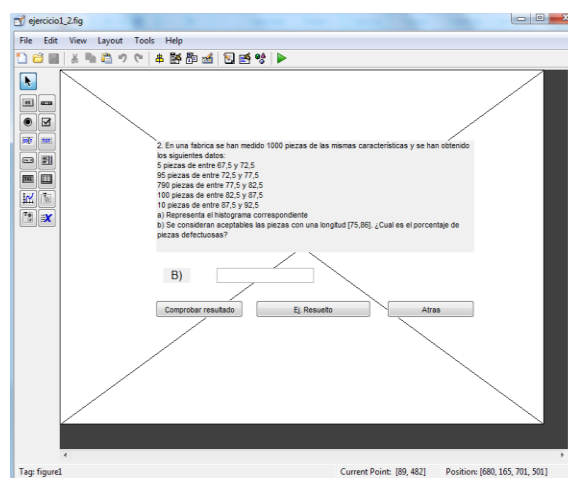 ejercicio1_2.fig
File Edit View Layout Tools Help
2. En una fabrica se han medido 1000 piezas de las mismas características y se han obtenido
los siguientes datos:
5 piezas de entre 67,5 y 72,5
95 piezas de entre 72,5 y 77,5
790 piezas de entre 77,5 y 82,5
100 piezas de entre 82,5 y 87,5
10 piezas de entre 87,5 y 92,5
a) Representa el histograma correspondiente
b) Se consideran aceptables las piezas con una longitud [75,86]. ¿Cual es el porcentaje de
piezas defectuosas?
B)
Comprobar resultado Ej. Resuelto Atras
Tag: figure1 Current Point: [89, 482] Position: [680, 165, 701, 501]